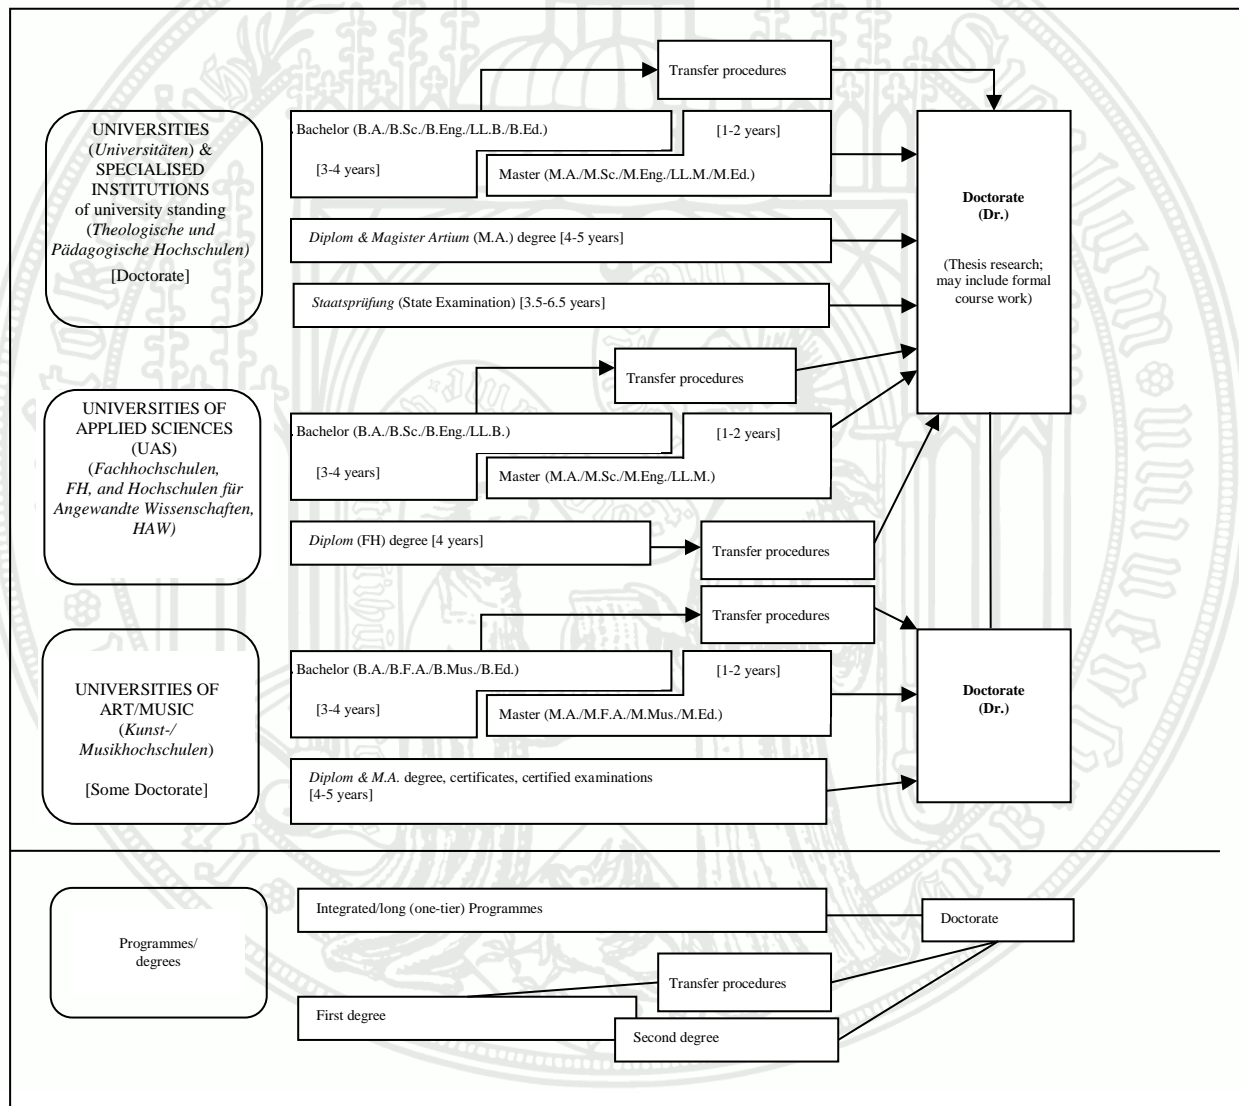 Transfer procedures
UNIVERSITIES
(Universitäten) &
SPECIALISED
INSTITUTIONS
of university standing
(Theologische und
Pädagogische Hochschulen)
[Doctorate]
Bachelor (B.A./B.Sc./B.Eng./LL.B./B.Ed.)
[1-2 years]
[3-4 years]
Master (M.A./M.Sc./M.Eng./LL.M./M.Ed.)
Diplom & Magister Artium (M.A.) degree [4-5 years]
Staatsprüfung (State Examination) [3.5-6.5 years]
Doctorate
(Dr.)
(Thesis research;
may include formal
course work)
Transfer procedures
UNIVERSITIES OF
APPLIED SCIENCES
(UAS)
(Fachhochschulen,
FH, and Hochschulen für
Angewandte Wissenschaften,
HAW)
Bachelor (B.A./B.Sc./B.Eng./LL.B.)
[1-2 years]
[3-4 years]
Master (M.A./M.Sc./M.Eng./LL.M.)
Diplom (FH) degree [4 years]
Transfer procedures
Transfer procedures
UNIVERSITIES OF
ART/MUSIC
(Kunst-/
Musikhochschulen)
[Some Doctorate]
Bachelor (B.A./B.F.A./B.Mus./B.Ed.)
[1-2 years]
[3-4 years]
Master (M.A./M.F.A./M.Mus./M.Ed.)
Diplom & M.A. degree, certificates, certified examinations
[4-5 years]
Doctorate
(Dr.)
Programmes/
degrees
Integrated/long (one-tier) Programmes
Doctorate
Transfer procedures
First degree
Second degree